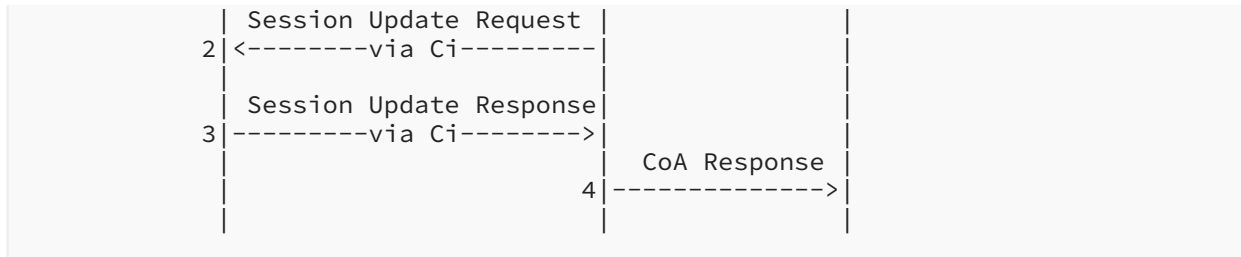 | Session Update Request | |
2|<--------via Ci---------| |
| | |
| Session Update Response| |
3|---------via Ci-------->| |
| | CoA Response |
| 4|-------------->|
| | |